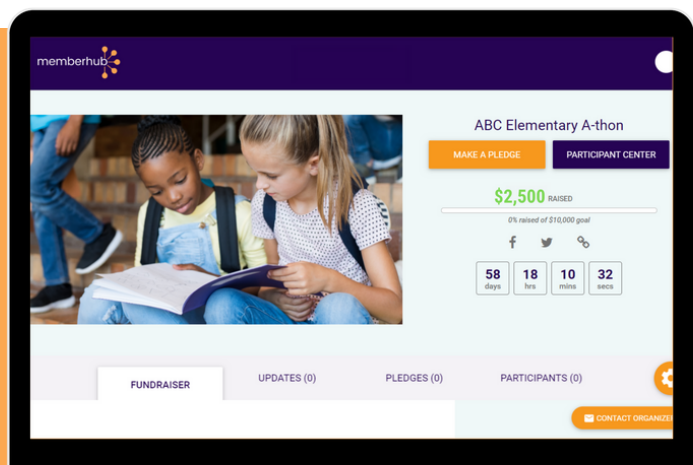 memberhub
ABC Elementary A-thon
MAKE A PLEDGE
PARTICIPANT CENTER
$2,500 RAISED
0% raised of $10,000 goal
58 18 10 32
days hrs mins secs
FUNDRAISER
UPDATES (0)
PLEDGES (0)
PARTICIPANTS (0)
CONTACT ORGANIZER